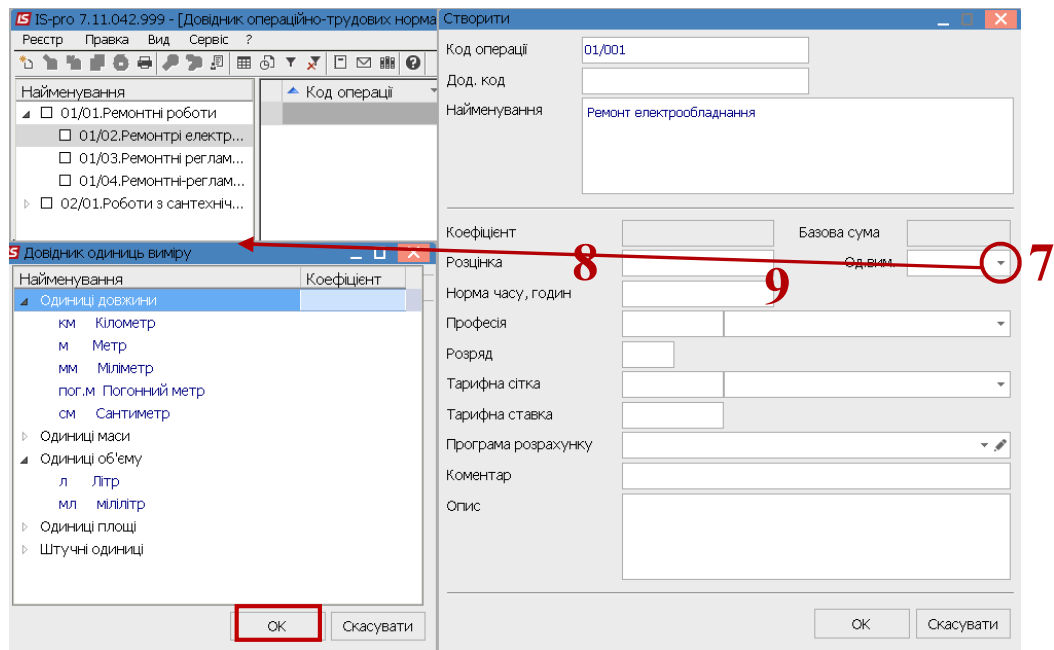 IS-pro 7.11.042.999 - [Довідник операційно-трудових норма
Реєстр Правка Вид Сервіс ?
Найменування
Код операції
01/01.Ремонтні роботи
01/02.Ремонтрі електр...
01/03.Ремонтні реглам...
01/04.Ремонтні-реглам...
02/01.Роботи з сантехніч...
Довідник одиниць виміру
Найменування Коефіцієнт
Одиниці довжини
км Кілометр
м Метр
мм Міліметр
пог.м Погонний метр
см Сантиметр
Одиниці маси
Одиниці об'єму
л Літр
мл мілілітр
Одиниці площі
Штучні одиниці
ОК Скасувати
Створити
Код операції 01/001
Дод. код
Найменування Ремонт електрообладнання
Коефіцієнт Базова сума
Розцінка 8 Од.вим. 7
Норма часу, годин 9
Професія
Розряд
Тарифна сітка
Тарифна ставка
Програма розрахунку
Коментар
Опис
ОК Скасувати